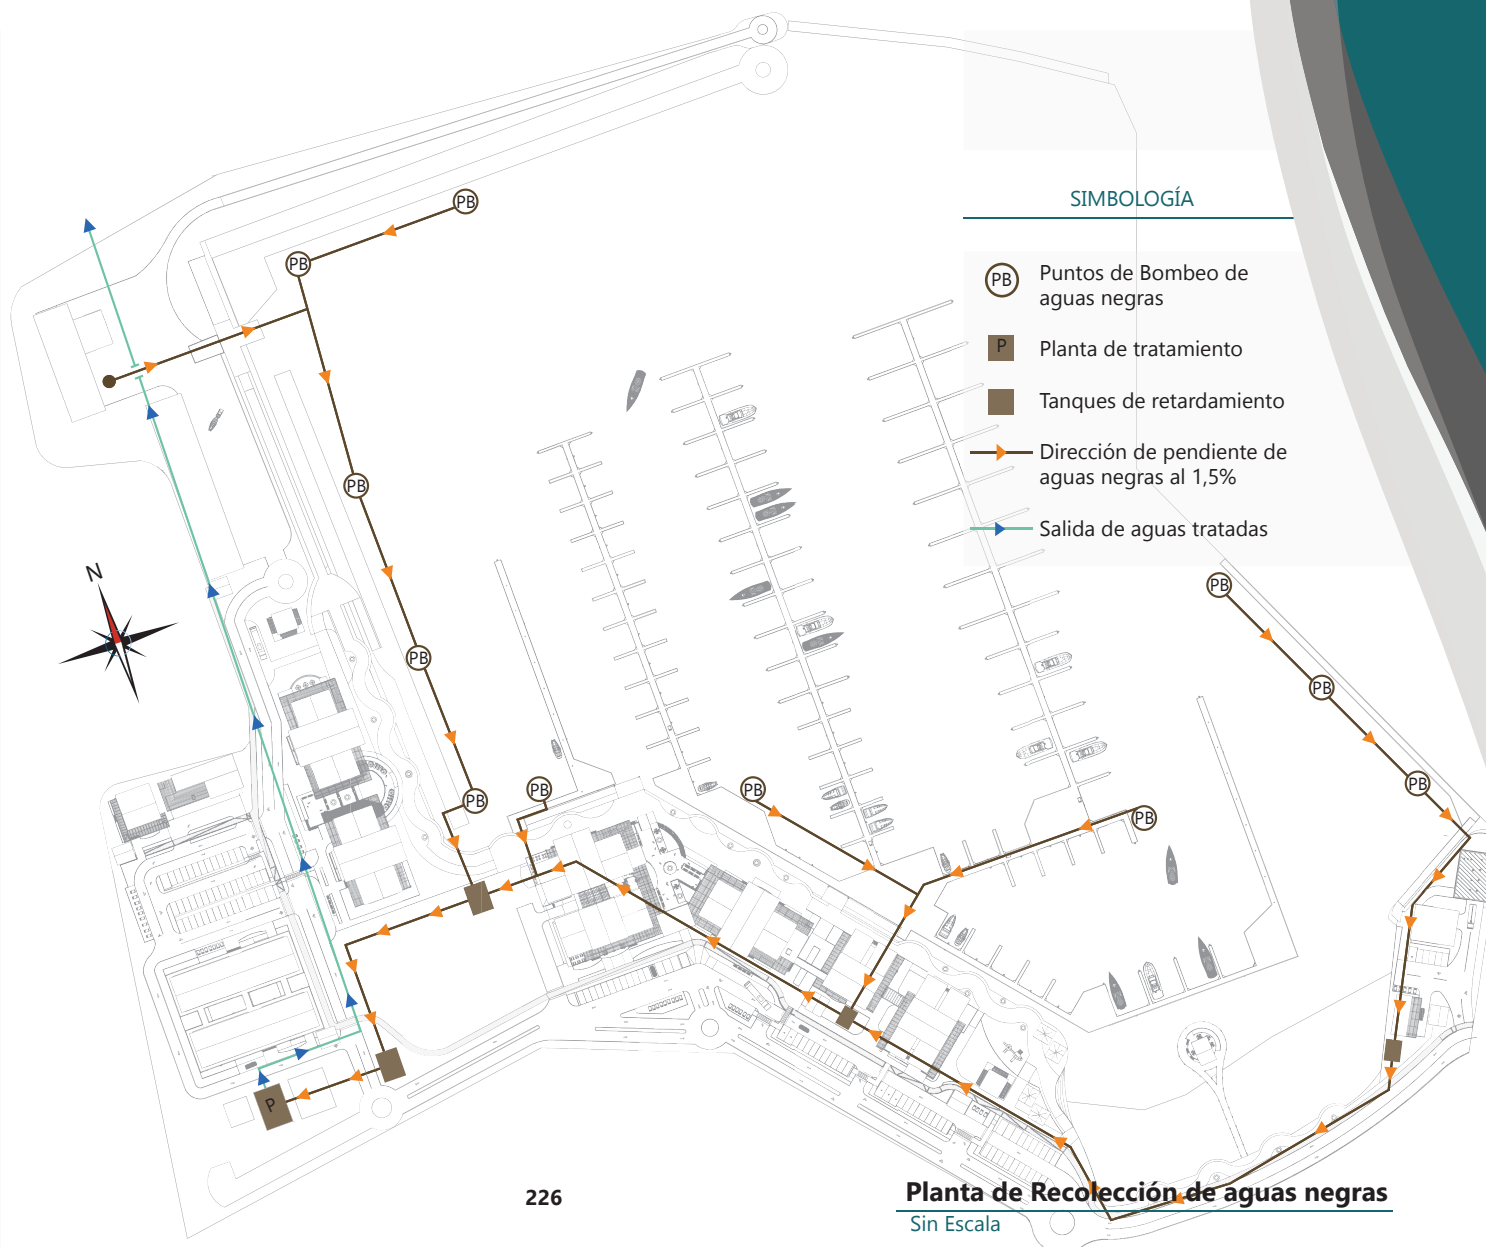 SIMBOLOGÍA
PB
Puntos de Bombeo de
aguas negras
P
Planta de tratamiento
Tanques de retardamiento
Dirección de pendiente de
aguas negras al 1,5%
Salida de aguas tratadas
PB
PB
PB
PB
PB
PB
PB
PB
PB
PB
PB
N
P
226
Planta de Recolección de aguas negras
Sin Escala